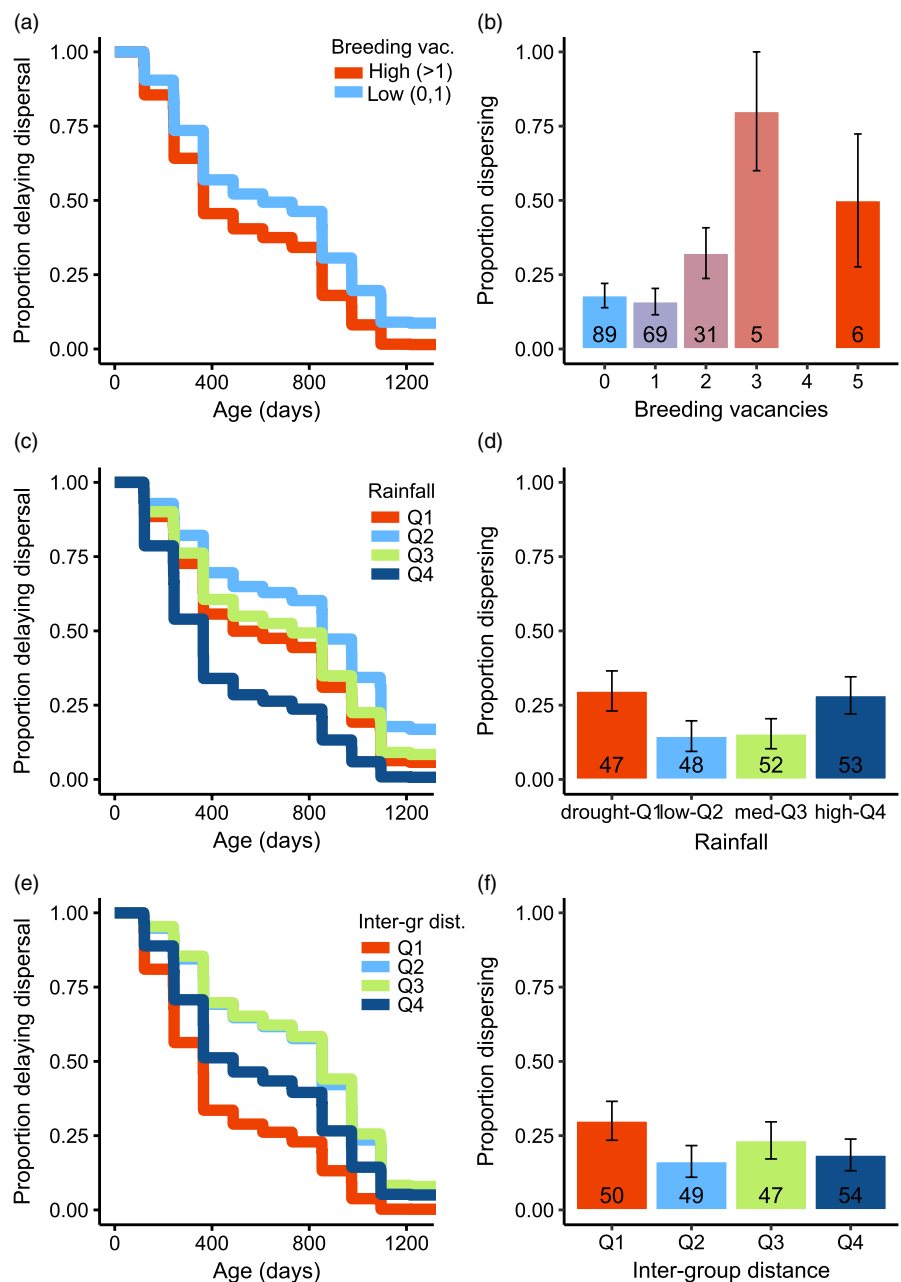 (a)
Proportion delaying dispersal
1.00
0.75
0.50
0.25
0.00
0 400 800 1200
Age (days)
Breeding vac.
High (>1)
Low (0,1)
(b)
Proportion dispersing
1.00
0.75
0.50
0.25
0.00
89 69 31 5 6
0 1 2 3 4 5
Breeding vacancies
(c)
Proportion delaying dispersal
1.00
0.75
0.50
0.25
0.00
0 400 800 1200
Age (days)
Rainfall
Q1
Q2
Q3
Q4
(d)
Proportion dispersing
1.00
0.75
0.50
0.25
0.00
47 48 52 53
drought-Q1 low-Q2 med-Q3 high-Q4
Rainfall
(e)
Proportion delaying dispersal
1.00
0.75
0.50
0.25
0.00
0 400 800 1200
Age (days)
Inter-gr dist.
Q1
Q2
Q3
Q4
(f)
Proportion dispersing
1.00
0.75
0.50
0.25
0.00
50 49 47 54
Q1 Q2 Q3 Q4
Inter-group distance